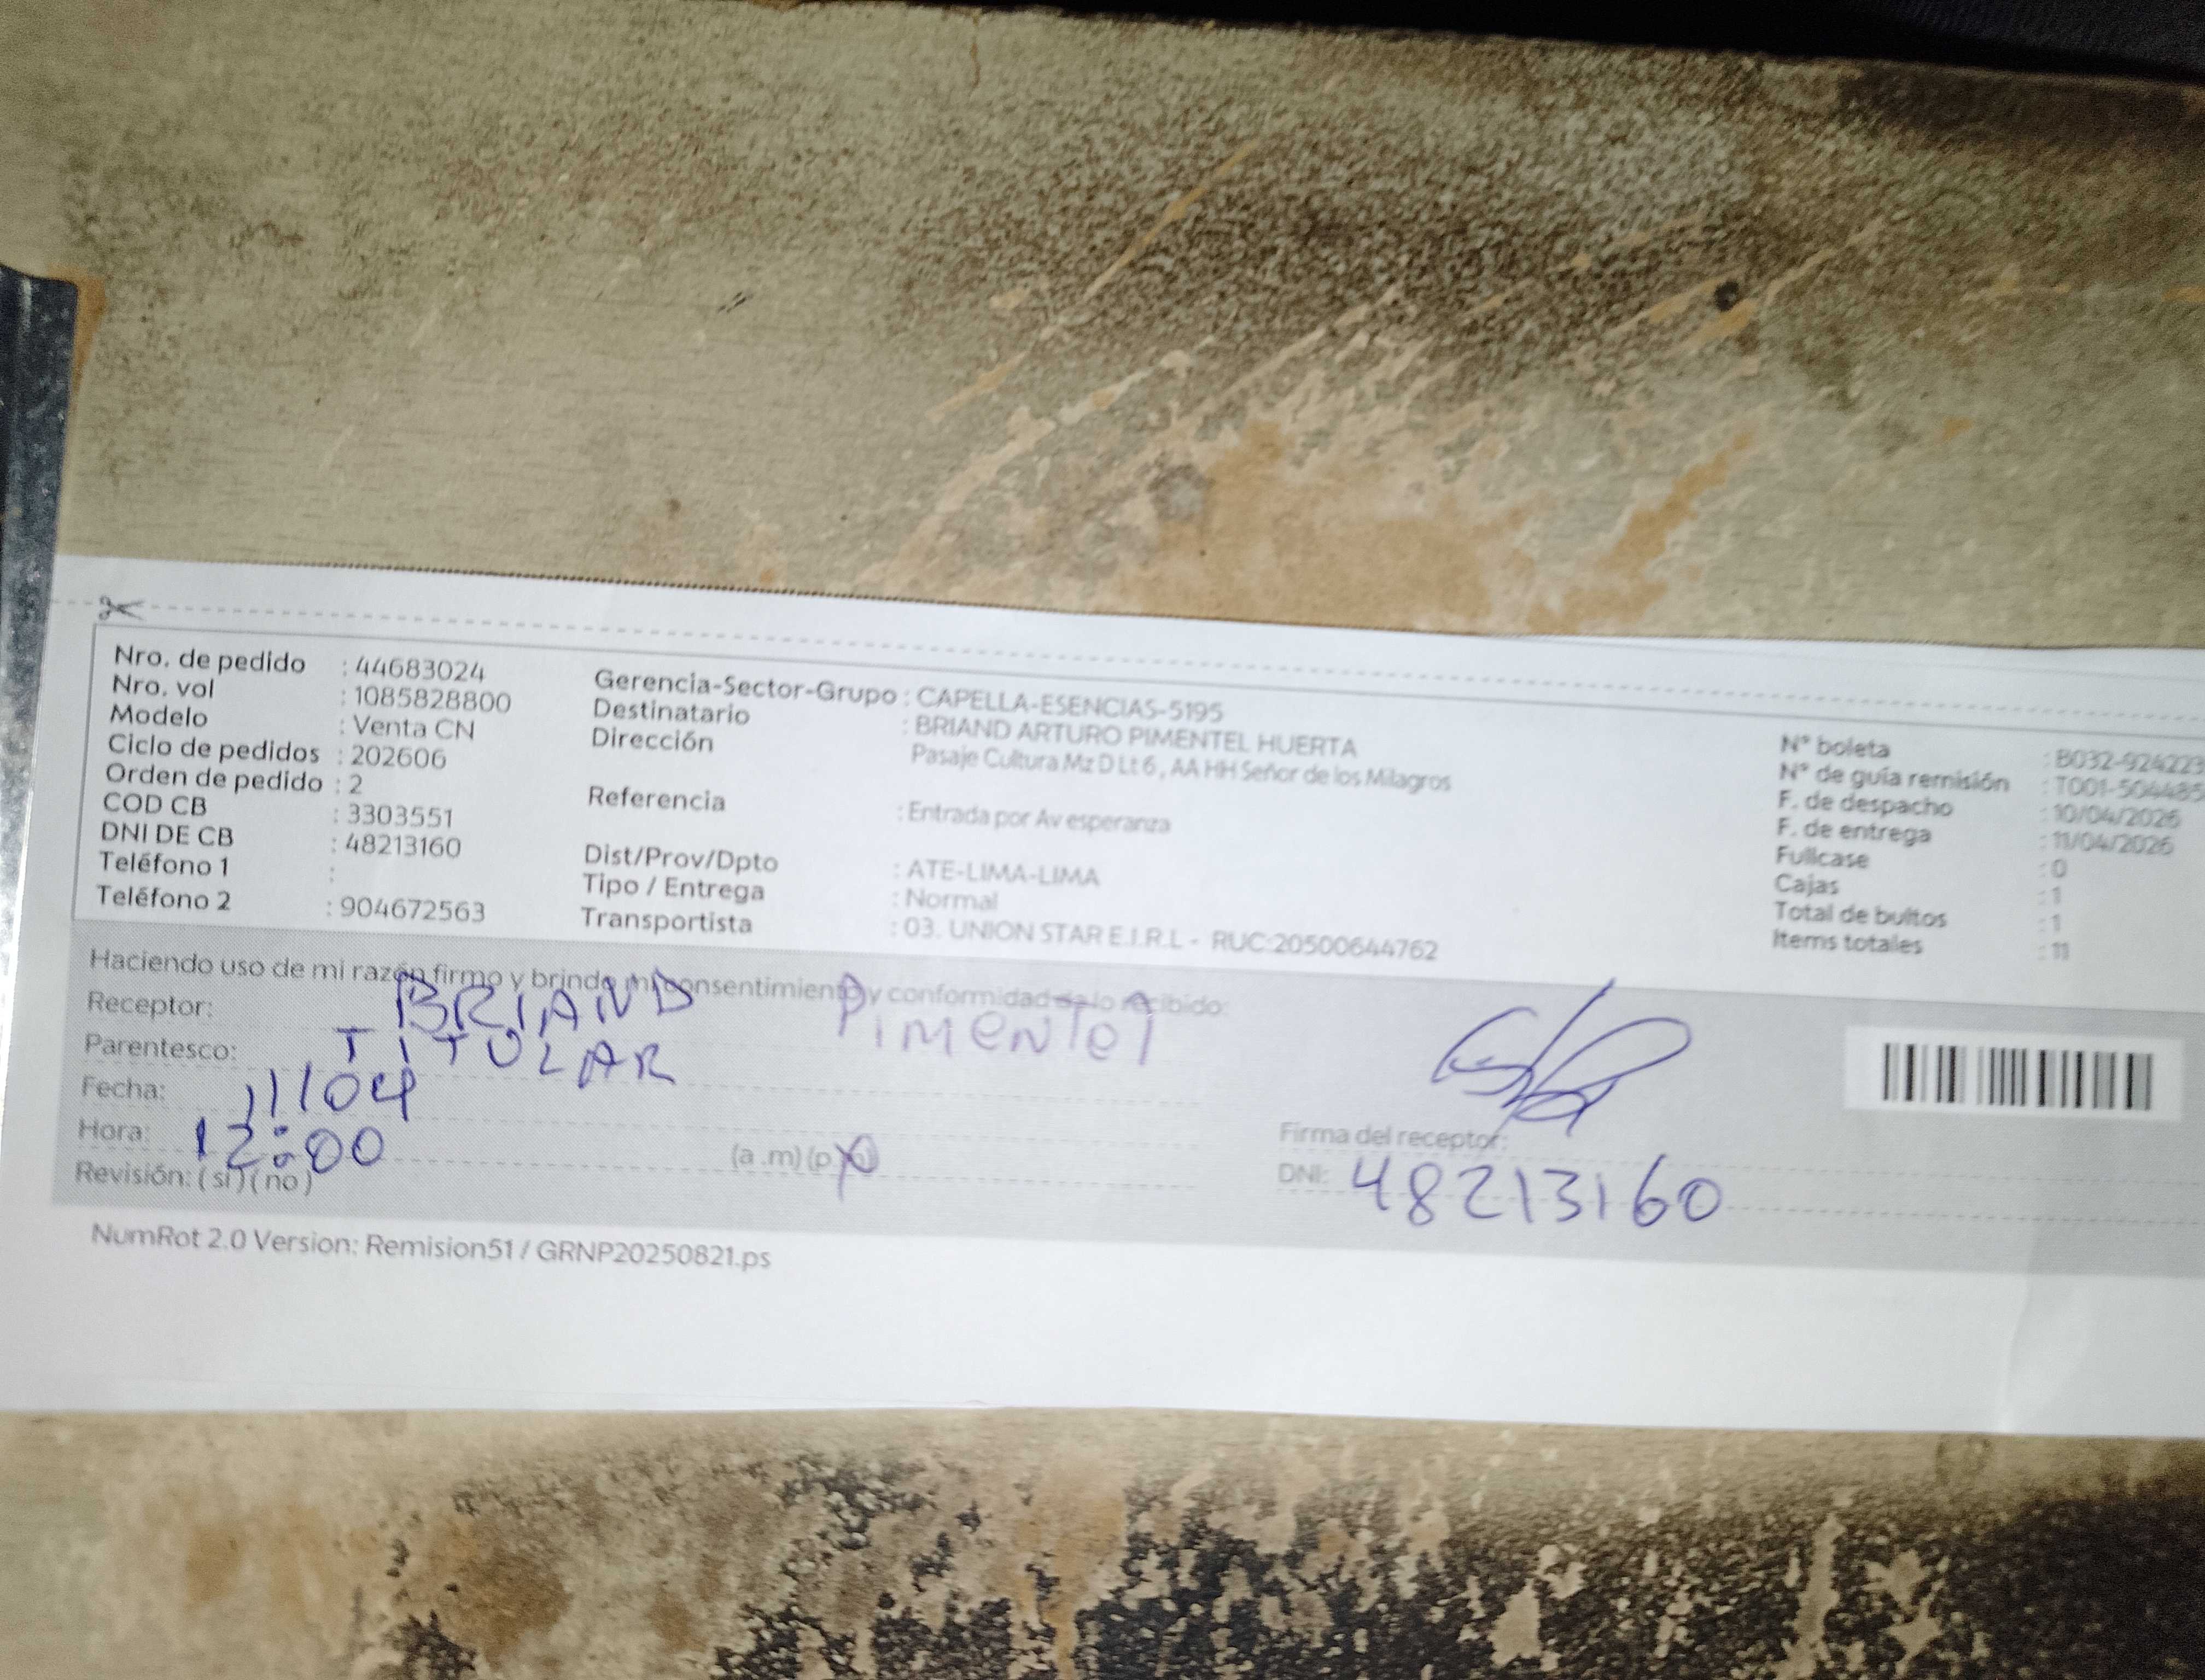 Nro. de pedido : 44683024
Nro. vol : 1085828800
Modelo : Venta CN
Ciclo de pedidos : 202606
Orden de pedido : 2
COD CB : 3303551
DNI DE CB : 48213160
Teléfono 1 :
Teléfono 2 : 904672563
Gerencia-Sector-Grupo : CAPELLA-ESENCIAS-5195
Destinatario : BRIAND ARTURO PIMENTEL HUERTA
Dirección Pasaje Cultura Mz D Lt 6 , AA HH Señor de los Milagros
Referencia : Entrada por Av esperanza
Dist/Prov/Dpto : ATE-LIMA-LIMA
Tipo / Entrega : Normal
Transportista : 03. UNION STAR E.I.R.L - RUC:20500644762
N° boleta : B032-924223
N° de guía remisión : T001-504485
F. de despacho : 10/04/2026
F. de entrega : 11/04/2026
Fullcase : 0
Cajas : 1
Total de bultos : 1
Items totales : 11
Haciendo uso de mi razón firmo y brindo mi consentimiento y conformidad de lo recibido:
Receptor: BRIAND Pimentel
Parentesco: TITULAR
Fecha: 11/04
Hora: 12:00 (a .m) (p
Revisión: ( si ) ( no )
Firma del receptor:
DNI: 48213160
NumRot 2.0 Version: Remision51 / GRNP20250821.ps